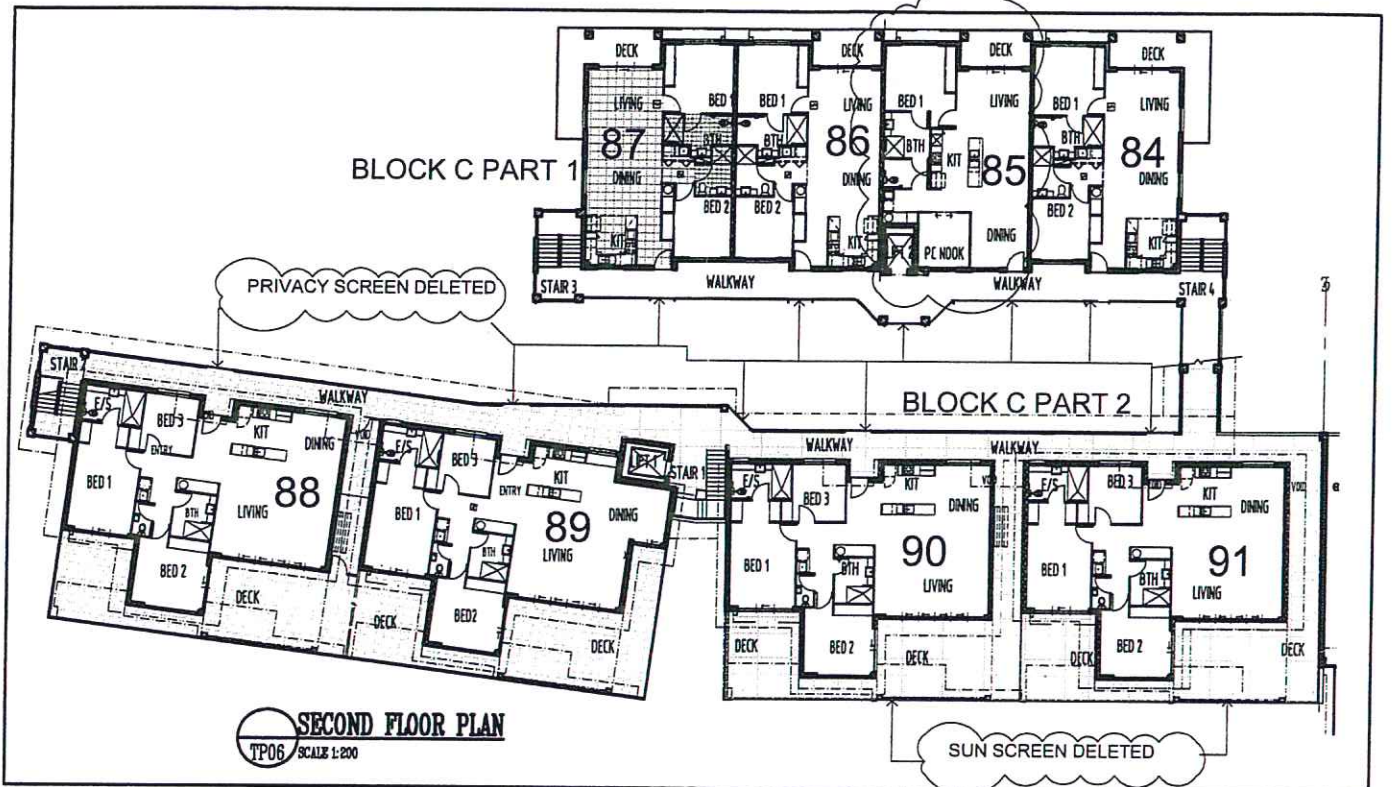 DECK
DECK
DECK
DECK
LIVING
BED 1
BED 1
LIVING
BED 1
LIVING
BED 1
LIVING
87
BTH
BTH
86
BTH
KIT
85
BTH
84
BLOCK C PART 1
DINING
DINING
DINING
BED 2
BED 2
BED 2
KIT
KIT
PC NOOK
DINING
KIT
STAIR 3
WALKWAY
WALKWAY
STAIR 4
PRIVACY SCREEN DELETED
BLOCK C PART 2
STAIR 2
WALKWAY
WALKWAY
WALKWAY
E/S
BED 3
KIT
DINING
VOID
ENTRY
BED 1
88
BTH
LIVING
BED 2
DECK
E/S
BED 3
KIT
ENTRY
DINING
BED 1
89
BTH
LIVING
BED2
DECK
DECK
STAIR 1
E/S
BED 3
KIT
DINING
VOID
BED 1
90
BTH
LIVING
BED 2
DECK
DECK
E/S
BED 3
KIT
DINING
VOID
BED 1
91
BTH
LIVING
BED 2
DECK
DECK
SECOND FLOOR PLAN
TP06
SCALE 1:200
SUN SCREEN DELETED